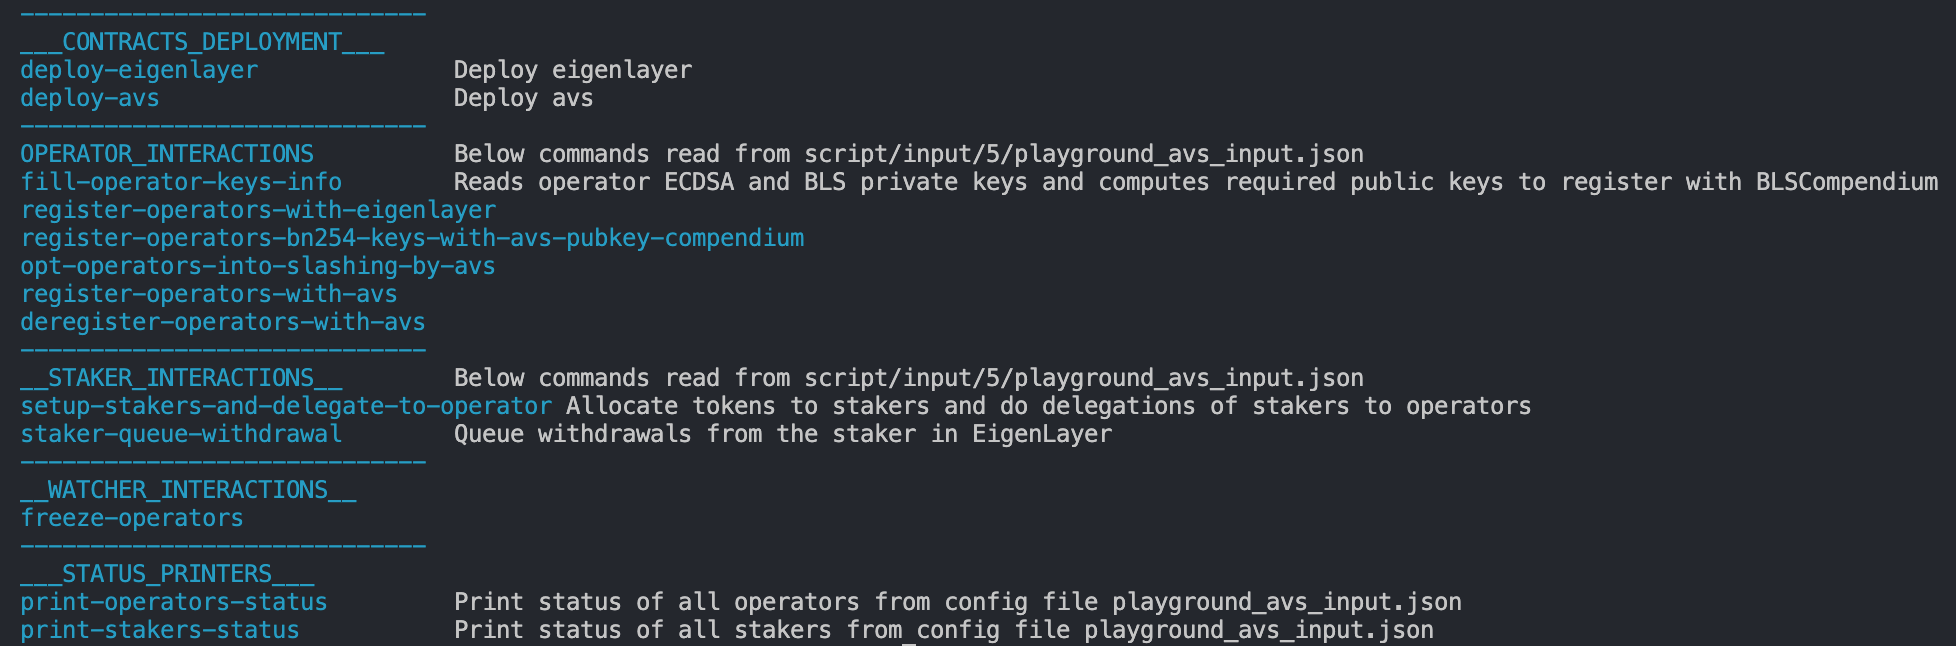 -----------------------------
___CONTRACTS_DEPLOYMENT___
deploy-eigenlayer Deploy eigenlayer
deploy-avs Deploy avs
-----------------------------
OPERATOR_INTERACTIONS Below commands read from script/input/5/playground_avs_input.json
fill-operator-keys-info Reads operator ECDSA and BLS private keys and computes required public keys to register with BLSCompendium
register-operators-with-eigenlayer
register-operators-bn254-keys-with-avs-pubkey-compendium
opt-operators-into-slashing-by-avs
register-operators-with-avs
deregister-operators-with-avs
-----------------------------
__STAKER_INTERACTIONS__ Below commands read from script/input/5/playground_avs_input.json
setup-stakers-and-delegate-to-operator Allocate tokens to stakers and do delegations of stakers to operators
staker-queue-withdrawal Queue withdrawals from the staker in EigenLayer
-----------------------------
__WATCHER_INTERACTIONS__
freeze-operators
-----------------------------
___STATUS_PRINTERS___
print-operators-status Print status of all operators from config file playground_avs_input.json
print-stakers-status Print status of all stakers from config file playground_avs_input.json